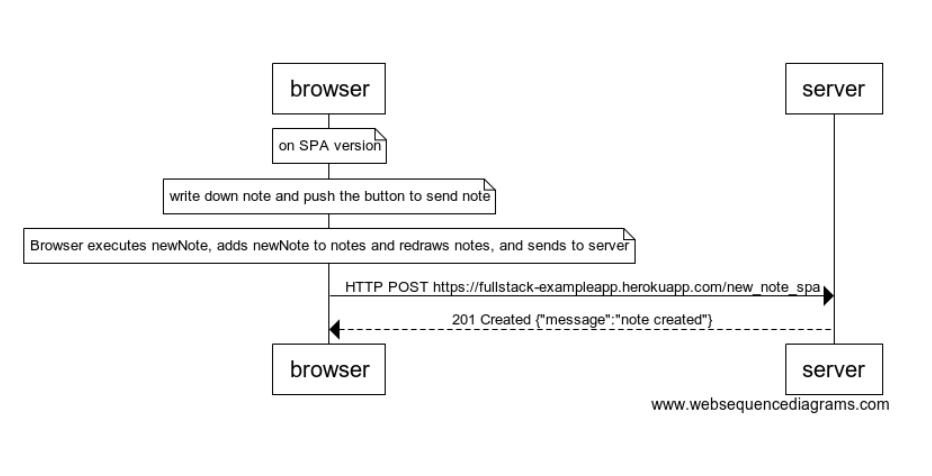 browser
server
on SPA version
write down note and push the button to send note
Browser executes newNote, adds newNote to notes and redraws notes, and sends to server
HTTP POST https://fullstack-exampleapp.herokuapp.com/new_note_spa
201 Created {"message":"note created"}
browser
server
www.websequencediagrams.com